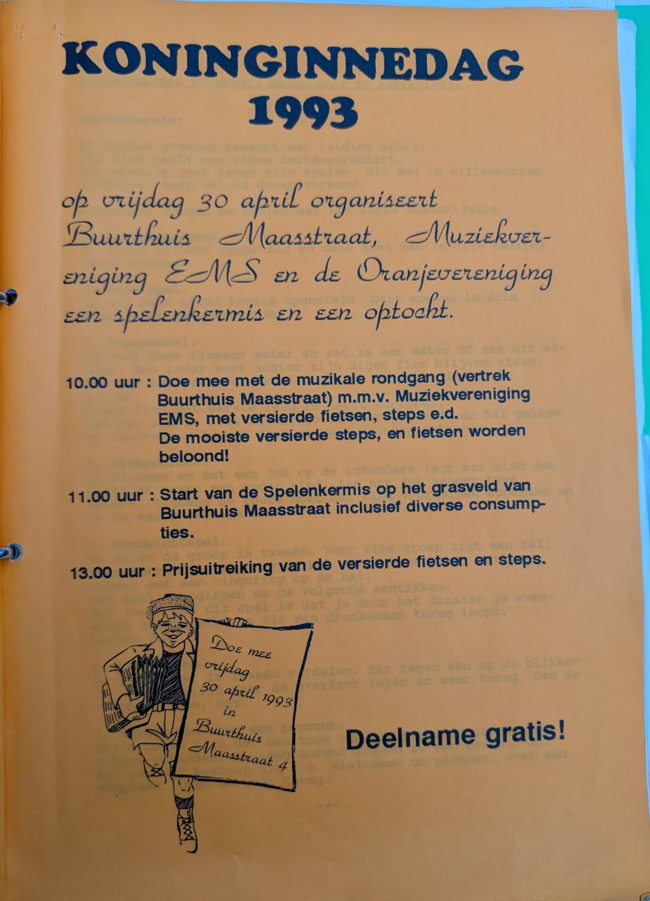 KONINGINNEDAG
1993
op vrijdag 30 april organiseert
Buurthuis Maasstraat, Muziekver-
eniging EMS en de Oranjevereniging
een spelenkermis en een optocht.
10.00 uur : Doe mee met de muzikale rondgang (vertrek
Buurthuis Maasstraat) m.m.v. Muziekvereniging
EMS, met versierde fietsen, steps e.d.
De mooiste versierde steps, en fietsen worden
beloond!
11.00 uur : Start van de Spelenkermis op het grasveld van
Buurthuis Maasstraat inclusief diverse consump-
ties.
13.00 uur : Prijsuitreiking van de versierde fietsen en steps.
Doe mee
vrijdag
30 april 1993
in
Buurthuis
Maasstraat 4
Deelname gratis!